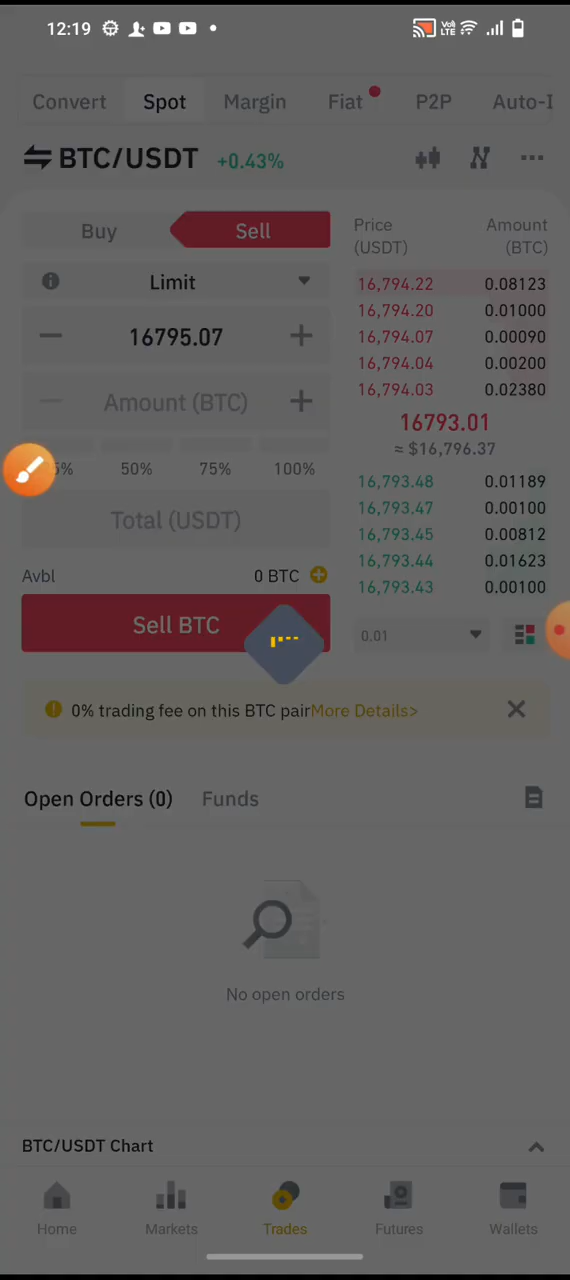 12:19
Vo) LTE
Convert Spot Margin Fiat P2P Auto-I
BTC/USDT +0.43%
Buy Sell
Price (USDT) Amount (BTC)
Limit
16795.07
Amount (BTC)
50% 75% 100%
Total (USDT)
Avbl 0 BTC
Sell BTC
16,794.22 0.08123
16,794.20 0.01000
16,794.07 0.00090
16,794.04 0.00200
16,794.03 0.02380
16793.01
≈ $16,796.37
16,793.48 0.01189
16,793.47 0.00100
16,793.45 0.00812
16,793.44 0.01623
16,793.43 0.00100
0.01
0% trading fee on this BTC pairMore Details>
Open Orders (0) Funds
No open orders
BTC/USDT Chart
Home Markets Trades Futures Wallets